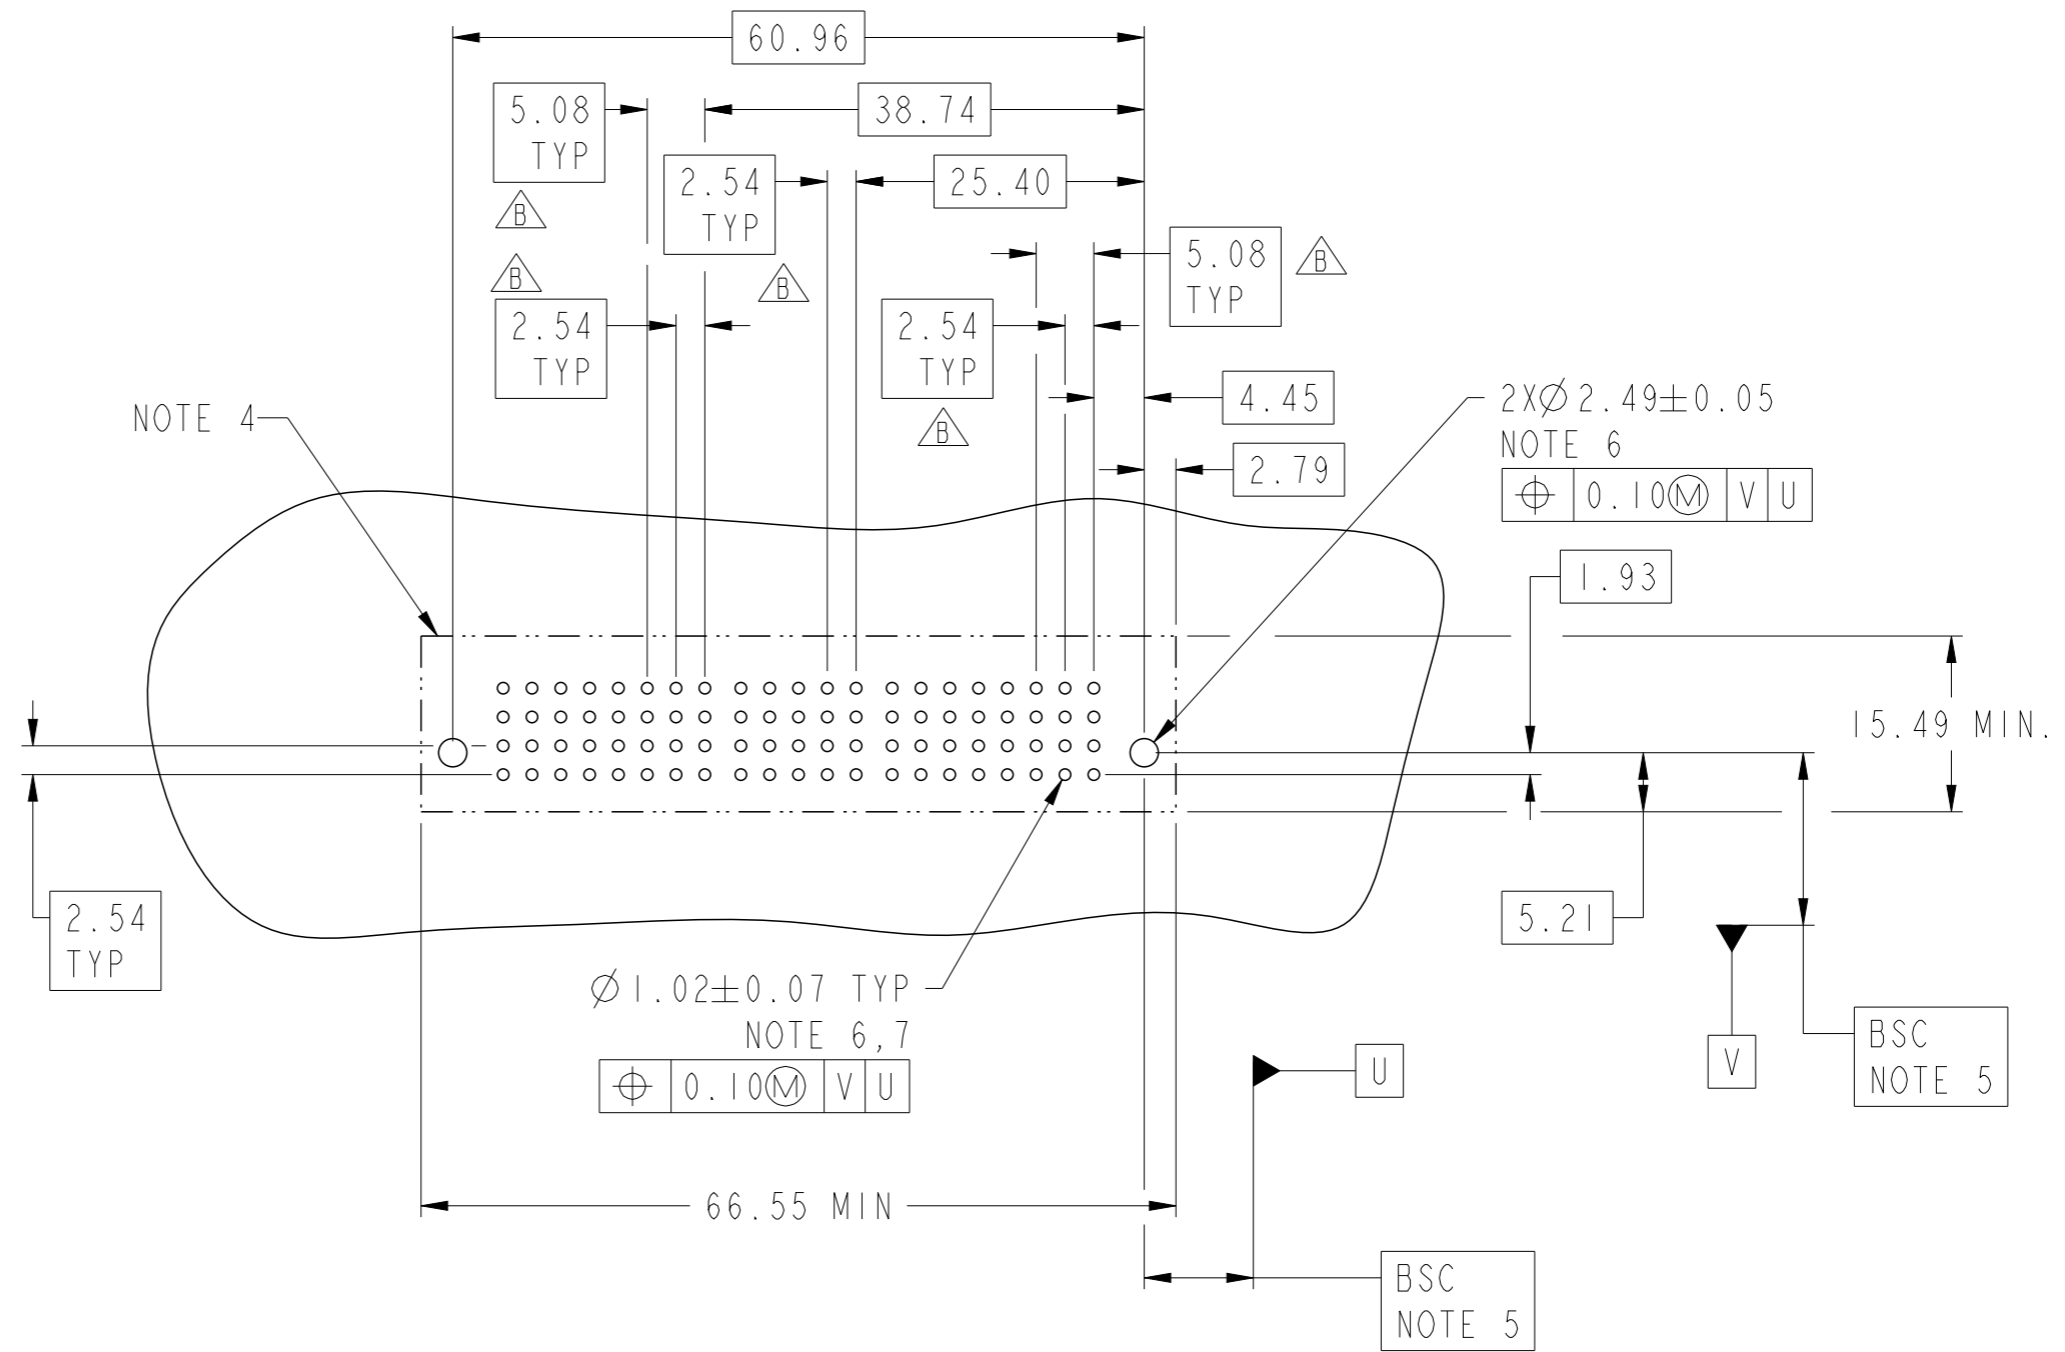 60.96
5.08
TYP
38.74
B
2.54
TYP
25.40
B
B
5.08
TYP
B
2.54
TYP
2.54
TYP
B
4.45
2.79
NOTE 4
2X⌀2.49±0.05
NOTE 6
⌖ 0.10Ⓜ V U
1.93
15.49 MIN.
5.21
2.54
TYP
⌀1.02±0.07 TYP
NOTE 6,7
⌖ 0.10Ⓜ V U
U
V
BSC
NOTE 5
66.55 MIN
BSC
NOTE 5